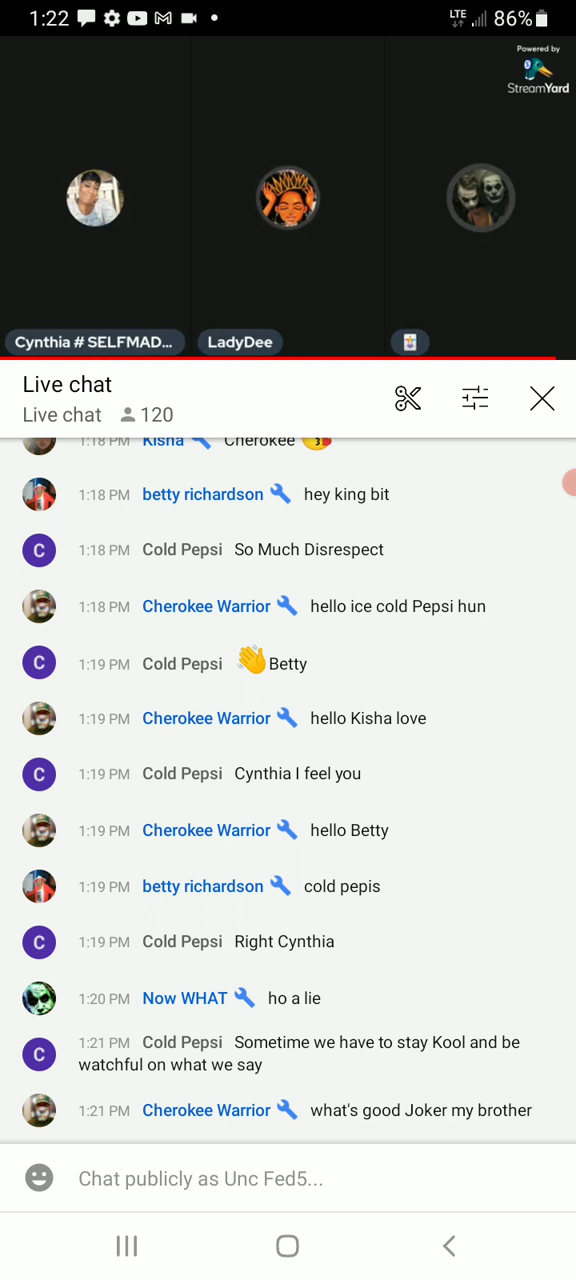 1:22
LTE
86%
Powered by
StreamYard
Cynthia # SELFMAD...
LadyDee
Live chat
Live chat 120
1:18 PM Kisha Cherokee
1:18 PM betty richardson hey king bit
C 1:18 PM Cold Pepsi So Much Disrespect
1:18 PM Cherokee Warrior hello ice cold Pepsi hun
C 1:19 PM Cold Pepsi 👋Betty
1:19 PM Cherokee Warrior hello Kisha love
C 1:19 PM Cold Pepsi Cynthia I feel you
1:19 PM Cherokee Warrior hello Betty
1:19 PM betty richardson cold pepis
C 1:19 PM Cold Pepsi Right Cynthia
1:20 PM Now WHAT ho a lie
C 1:21 PM Cold Pepsi Sometime we have to stay Kool and be
watchful on what we say
1:21 PM Cherokee Warrior what's good Joker my brother
Chat publicly as Unc Fed5...